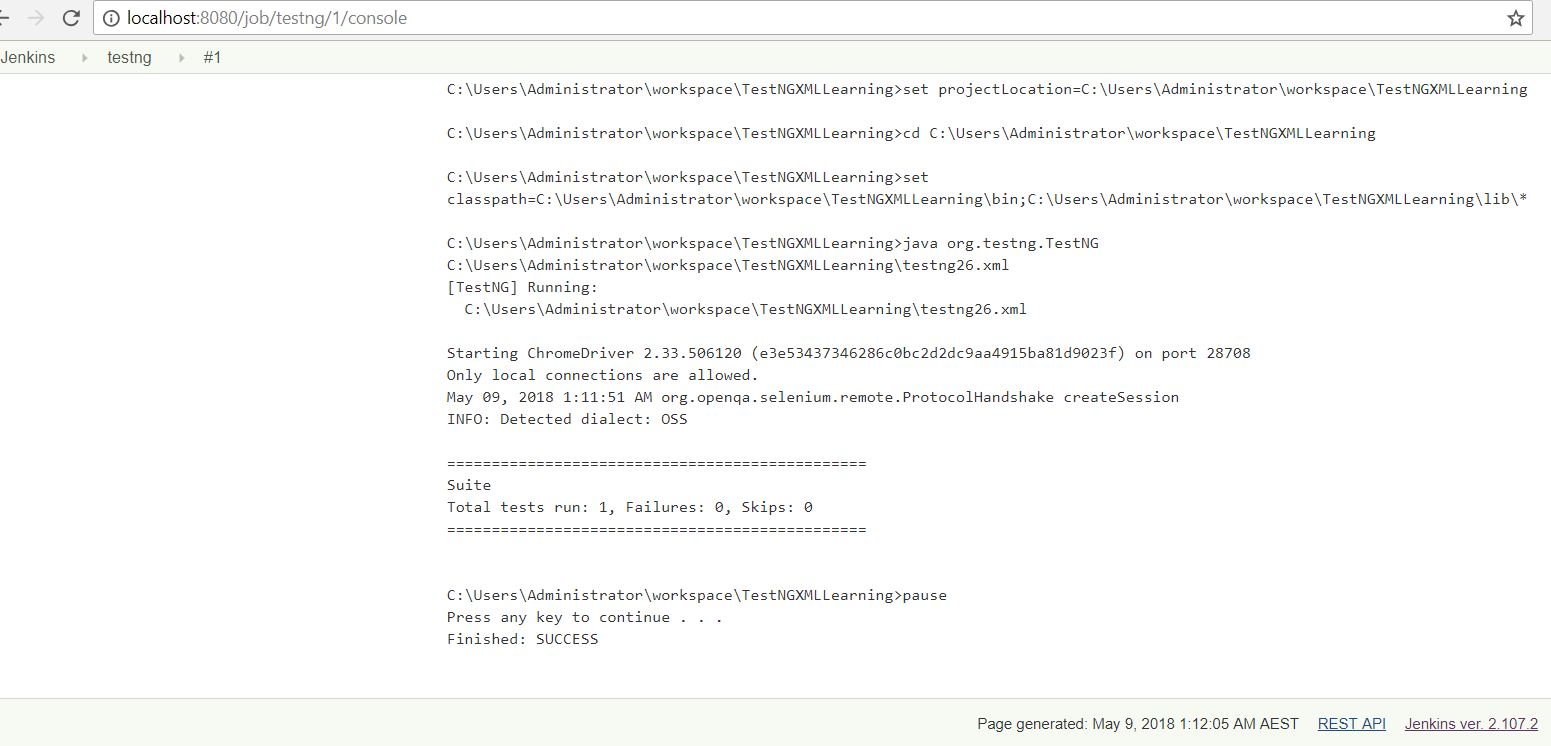 localhost:8080/job/testng/1/console
Jenkins testng #1
C:\Users\Administrator\workspace\TestNGXMLLearning>set projectLocation=C:\Users\Administrator\workspace\TestNGXMLLearning
C:\Users\Administrator\workspace\TestNGXMLLearning>cd C:\Users\Administrator\workspace\TestNGXMLLearning
C:\Users\Administrator\workspace\TestNGXMLLearning>set
classpath=C:\Users\Administrator\workspace\TestNGXMLLearning\bin;C:\Users\Administrator\workspace\TestNGXMLLearning\lib\*
C:\Users\Administrator\workspace\TestNGXMLLearning>java org.testng.TestNG
C:\Users\Administrator\workspace\TestNGXMLLearning\testng26.xml
[TestNG] Running:
  C:\Users\Administrator\workspace\TestNGXMLLearning\testng26.xml
Starting ChromeDriver 2.33.506120 (e3e53437346286c0bc2d2dc9aa4915ba81d9023f) on port 28708
Only local connections are allowed.
May 09, 2018 1:11:51 AM org.openqa.selenium.remote.ProtocolHandshake createSession
INFO: Detected dialect: OSS
===============================================
Suite
Total tests run: 1, Failures: 0, Skips: 0
===============================================
C:\Users\Administrator\workspace\TestNGXMLLearning>pause
Press any key to continue . . .
Finished: SUCCESS
Page generated: May 9, 2018 1:12:05 AM AEST REST API Jenkins ver. 2.107.2